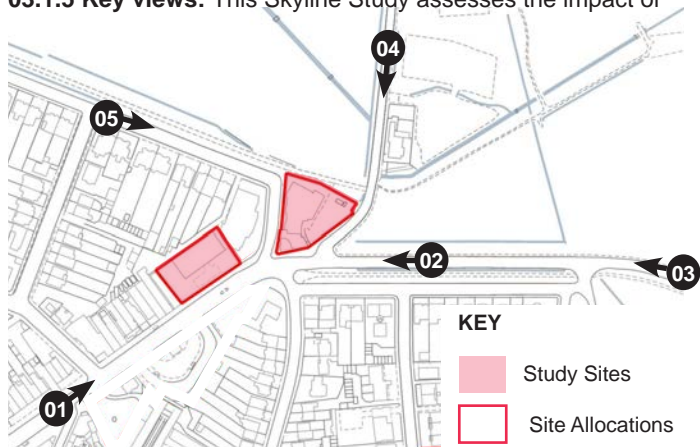 03.1.5 Key views: This Skyline Study assesses the impact of
04
05
02
03
01
KEY
Study Sites
Site Allocations